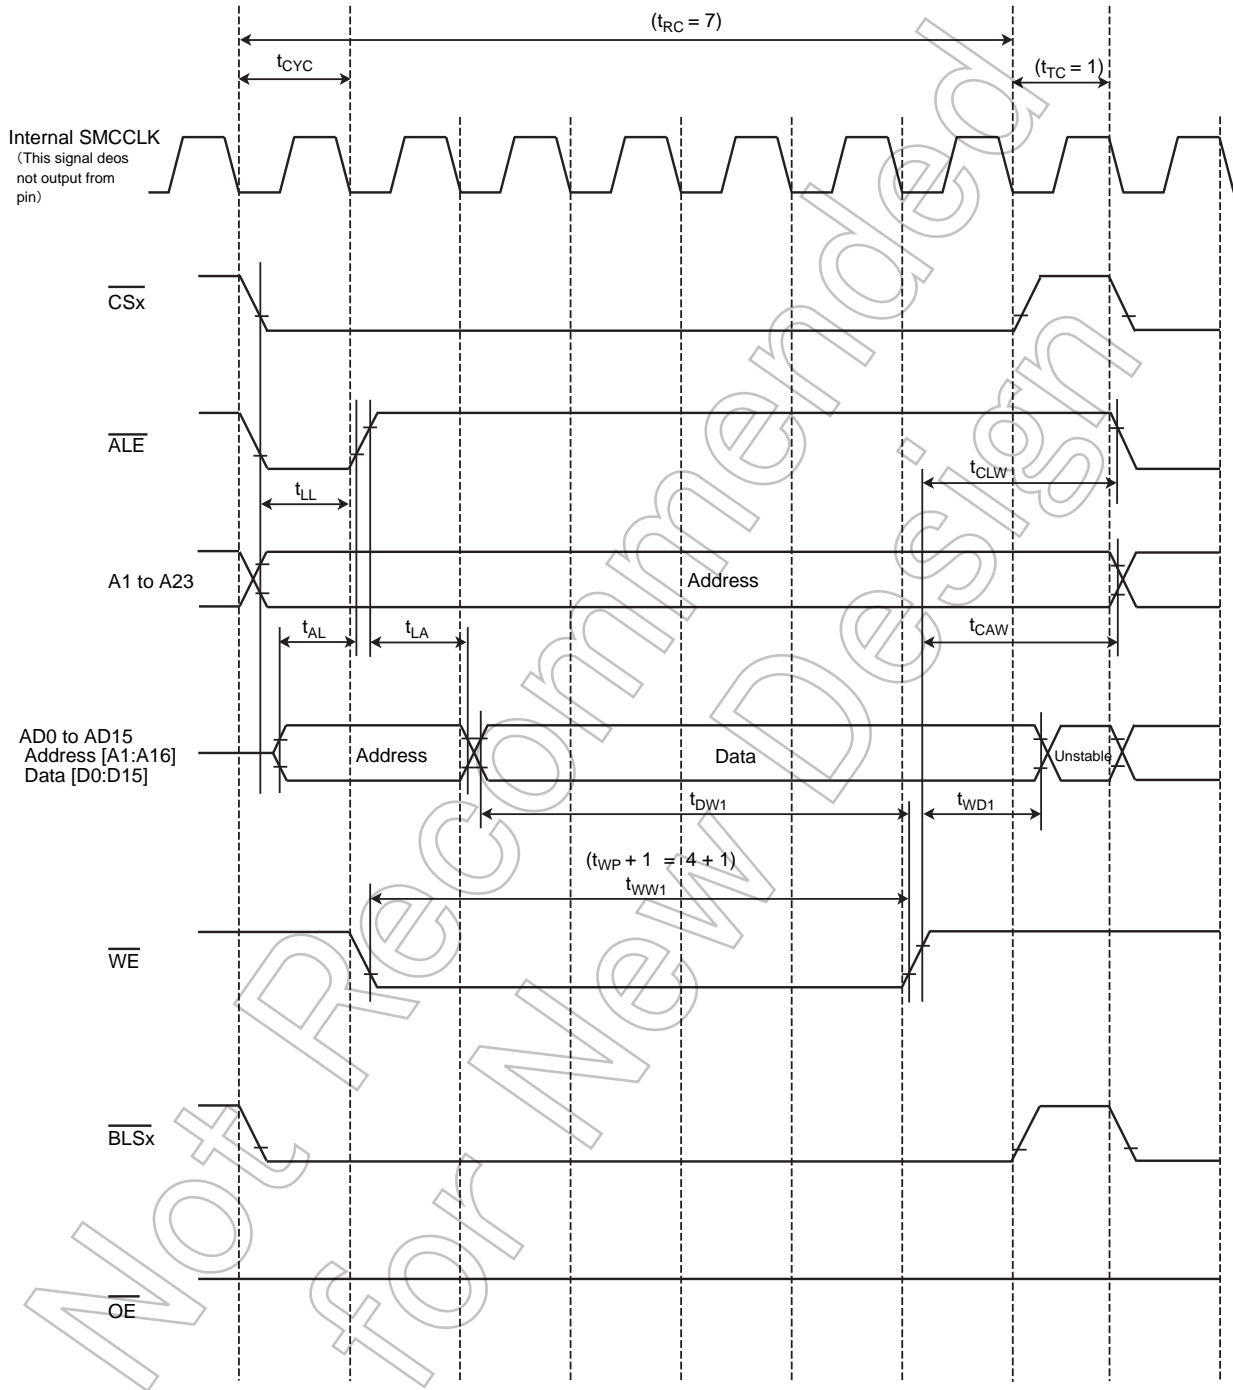 (tRC = 7)
tCYC
(tTC = 1)
Internal SMCCLK
(This signal deos
not output from
pin)
CSx
ALE
tLL
tCLW
A1 to A23
Address
tAL
tLA
tCAW
AD0 to AD15
Address [A1:A16]
Data [D0:D15]
Address
Data
Unstable
tDW1
tWD1
(tWP + 1 = 4 + 1)
tWW1
WE
BLSx
OE
Not Recommended
for New Design